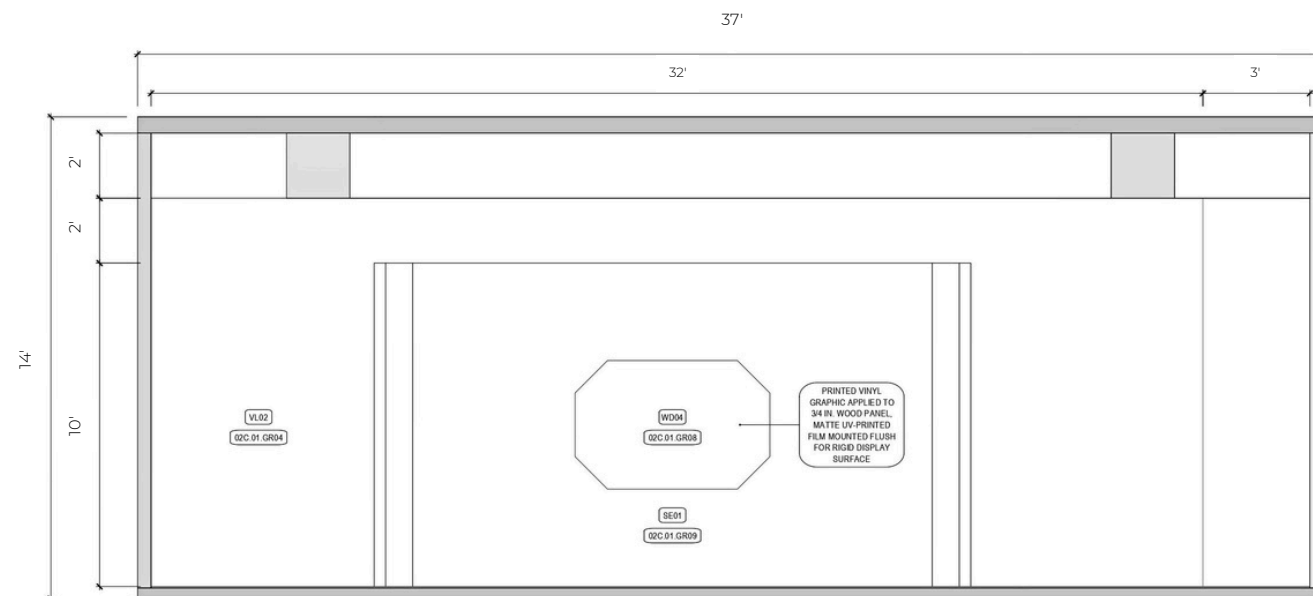 37'
32'
3'
2'
2'
14'
10'
VL02
02C.01.GR04
WD04
02C.01.GR08
PRINTED VINYL
GRAPHIC APPLIED TO
3/4 IN. WOOD PANEL,
MATTE UV-PRINTED
FILM MOUNTED FLUSH
FOR RIGID DISPLAY
SURFACE
SE01
02C.01.GR09